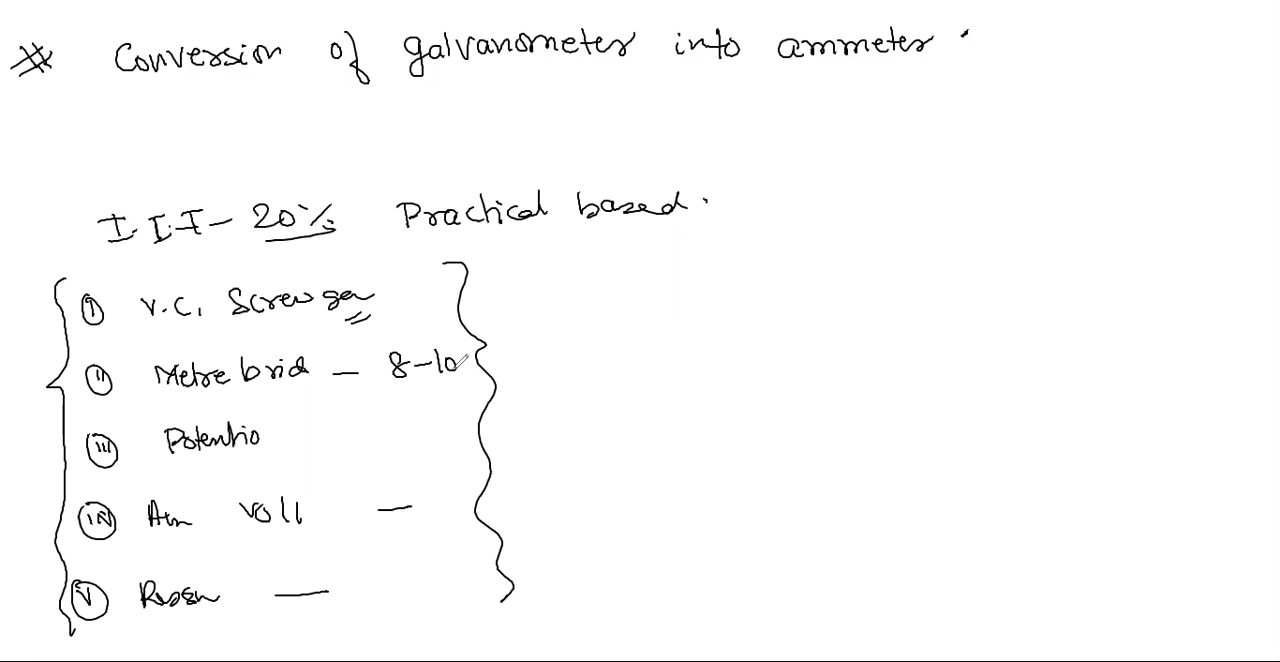 # Conversion of galvanometer into ammeter.
I.I.I - 20% Practical based.
(i) V.C. Screw ga
(ii) Metre brid - 8-10
(iii) Potentio
(iv) Am Volt -
(v) -